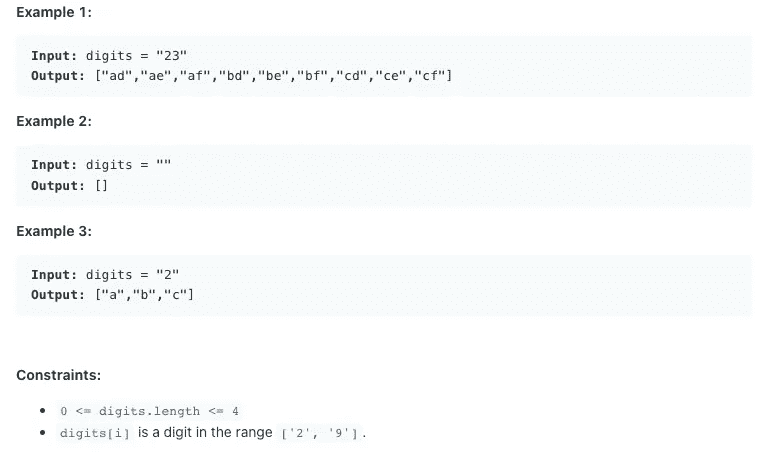 Example 1:
Input: digits = "23"
Output: ["ad","ae","af","bd","be","bf","cd","ce","cf"]
Example 2:
Input: digits = ""
Output: []
Example 3:
Input: digits = "2"
Output: ["a","b","c"]
Constraints:
• 0 <= digits.length <= 4
• digits[i] is a digit in the range ['2', '9'].